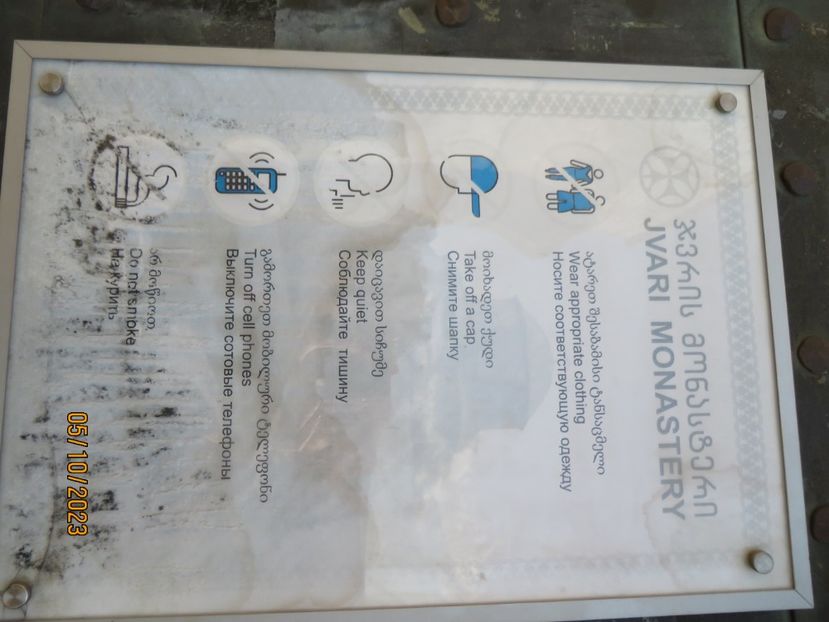 ჯვრის მონასტერი
JVARI MONASTERY
ატარეთ შესაბამისი ტანსაცმელი
Wear appropriate clothing
Носите соответствующую одежду
მოიხადეთ ქუდი
Take off a cap
Снимите шапку
დაიცავით სიჩუმე
Keep quiet
Соблюдайте тишину
გამორთეთ მობილური ტელეფონი
Turn off cell phones
Выключите сотовые телефоны
არ მოწიოთ
Do not smoke
Не курить
05/10/2023